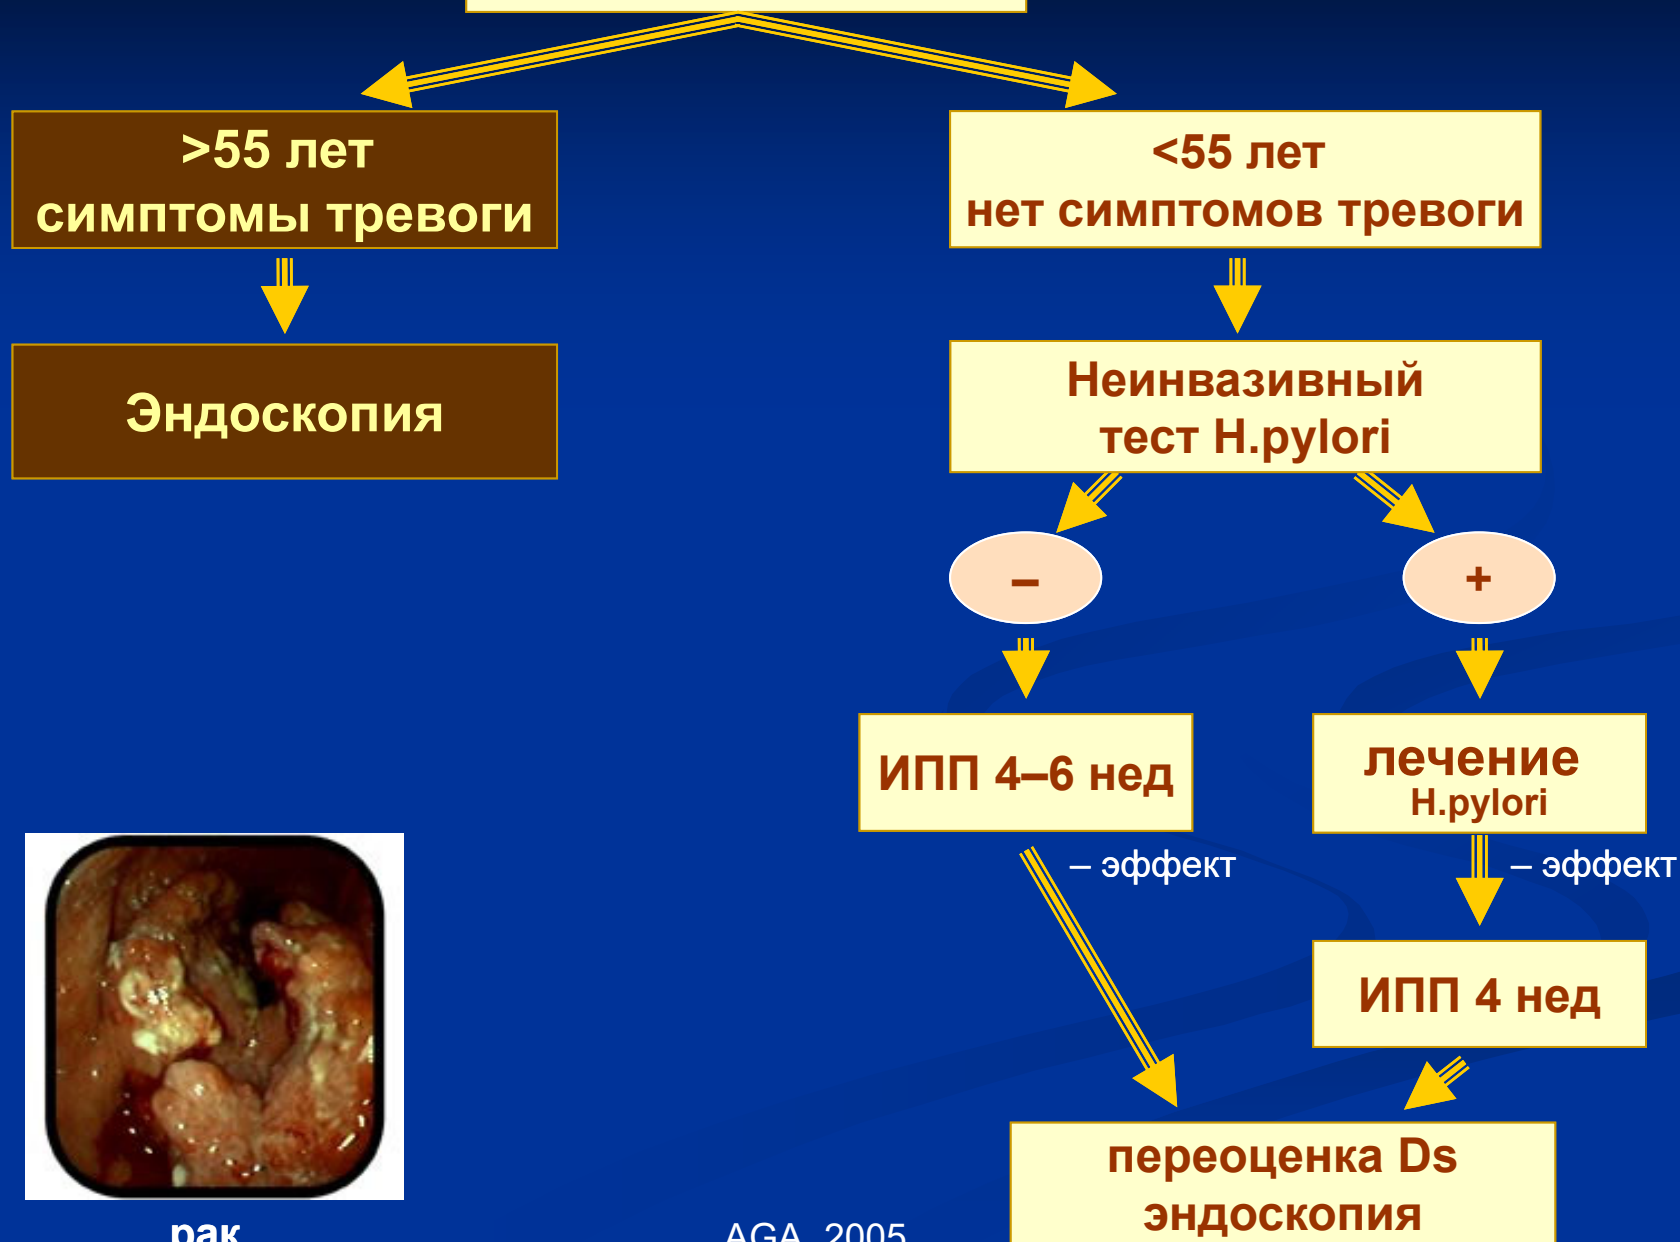 >55 лет
симптомы тревоги
<55 лет
нет симптомов тревоги
Эндоскопия
Неинвазивный
тест H.pylori
–
+
ИПП 4–6 нед
лечение
H.pylori
– эффект
– эффект
ИПП 4 нед
переоценка Ds
эндоскопия
рак
AGA, 2005